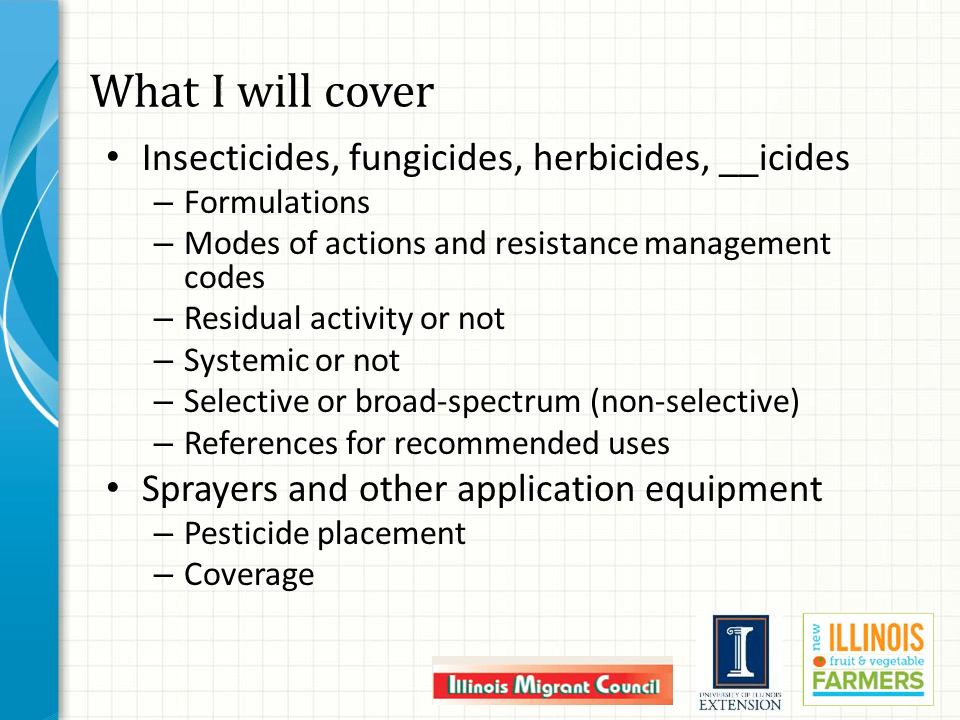 What I will cover
• Insecticides, fungicides, herbicides, __icides
– Formulations
– Modes of actions and resistance management
codes
– Residual activity or not
– Systemic or not
– Selective or broad-spectrum (non-selective)
– References for recommended uses
• Sprayers and other application equipment
– Pesticide placement
– Coverage
Illinois Migrant Council
I
UNIVERSITY OF ILLINOIS
EXTENSION
new
ILLINOIS
fruit & vegetable
FARMERS